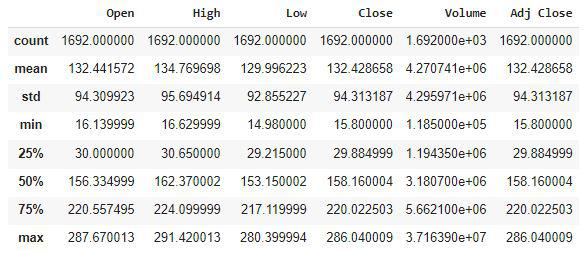 Open High Low Close Volume Adj Close
count 1692.000000 1692.000000 1692.000000 1692.000000 1.692000e+03 1692.000000
mean 132.441572 134.769698 129.996223 132.428658 4.270741e+06 132.428658
std 94.309923 95.694914 92.855227 94.313187 4.295971e+06 94.313187
min 16.139999 16.629999 14.980000 15.800000 1.185000e+05 15.800000
25% 30.000000 30.650000 29.215000 29.884999 1.194350e+06 29.884999
50% 156.334999 162.370002 153.150002 158.160004 3.180700e+06 158.160004
75% 220.557495 224.099999 217.119999 220.022503 5.662100e+06 220.022503
max 287.670013 291.420013 280.399994 286.040009 3.716390e+07 286.040009